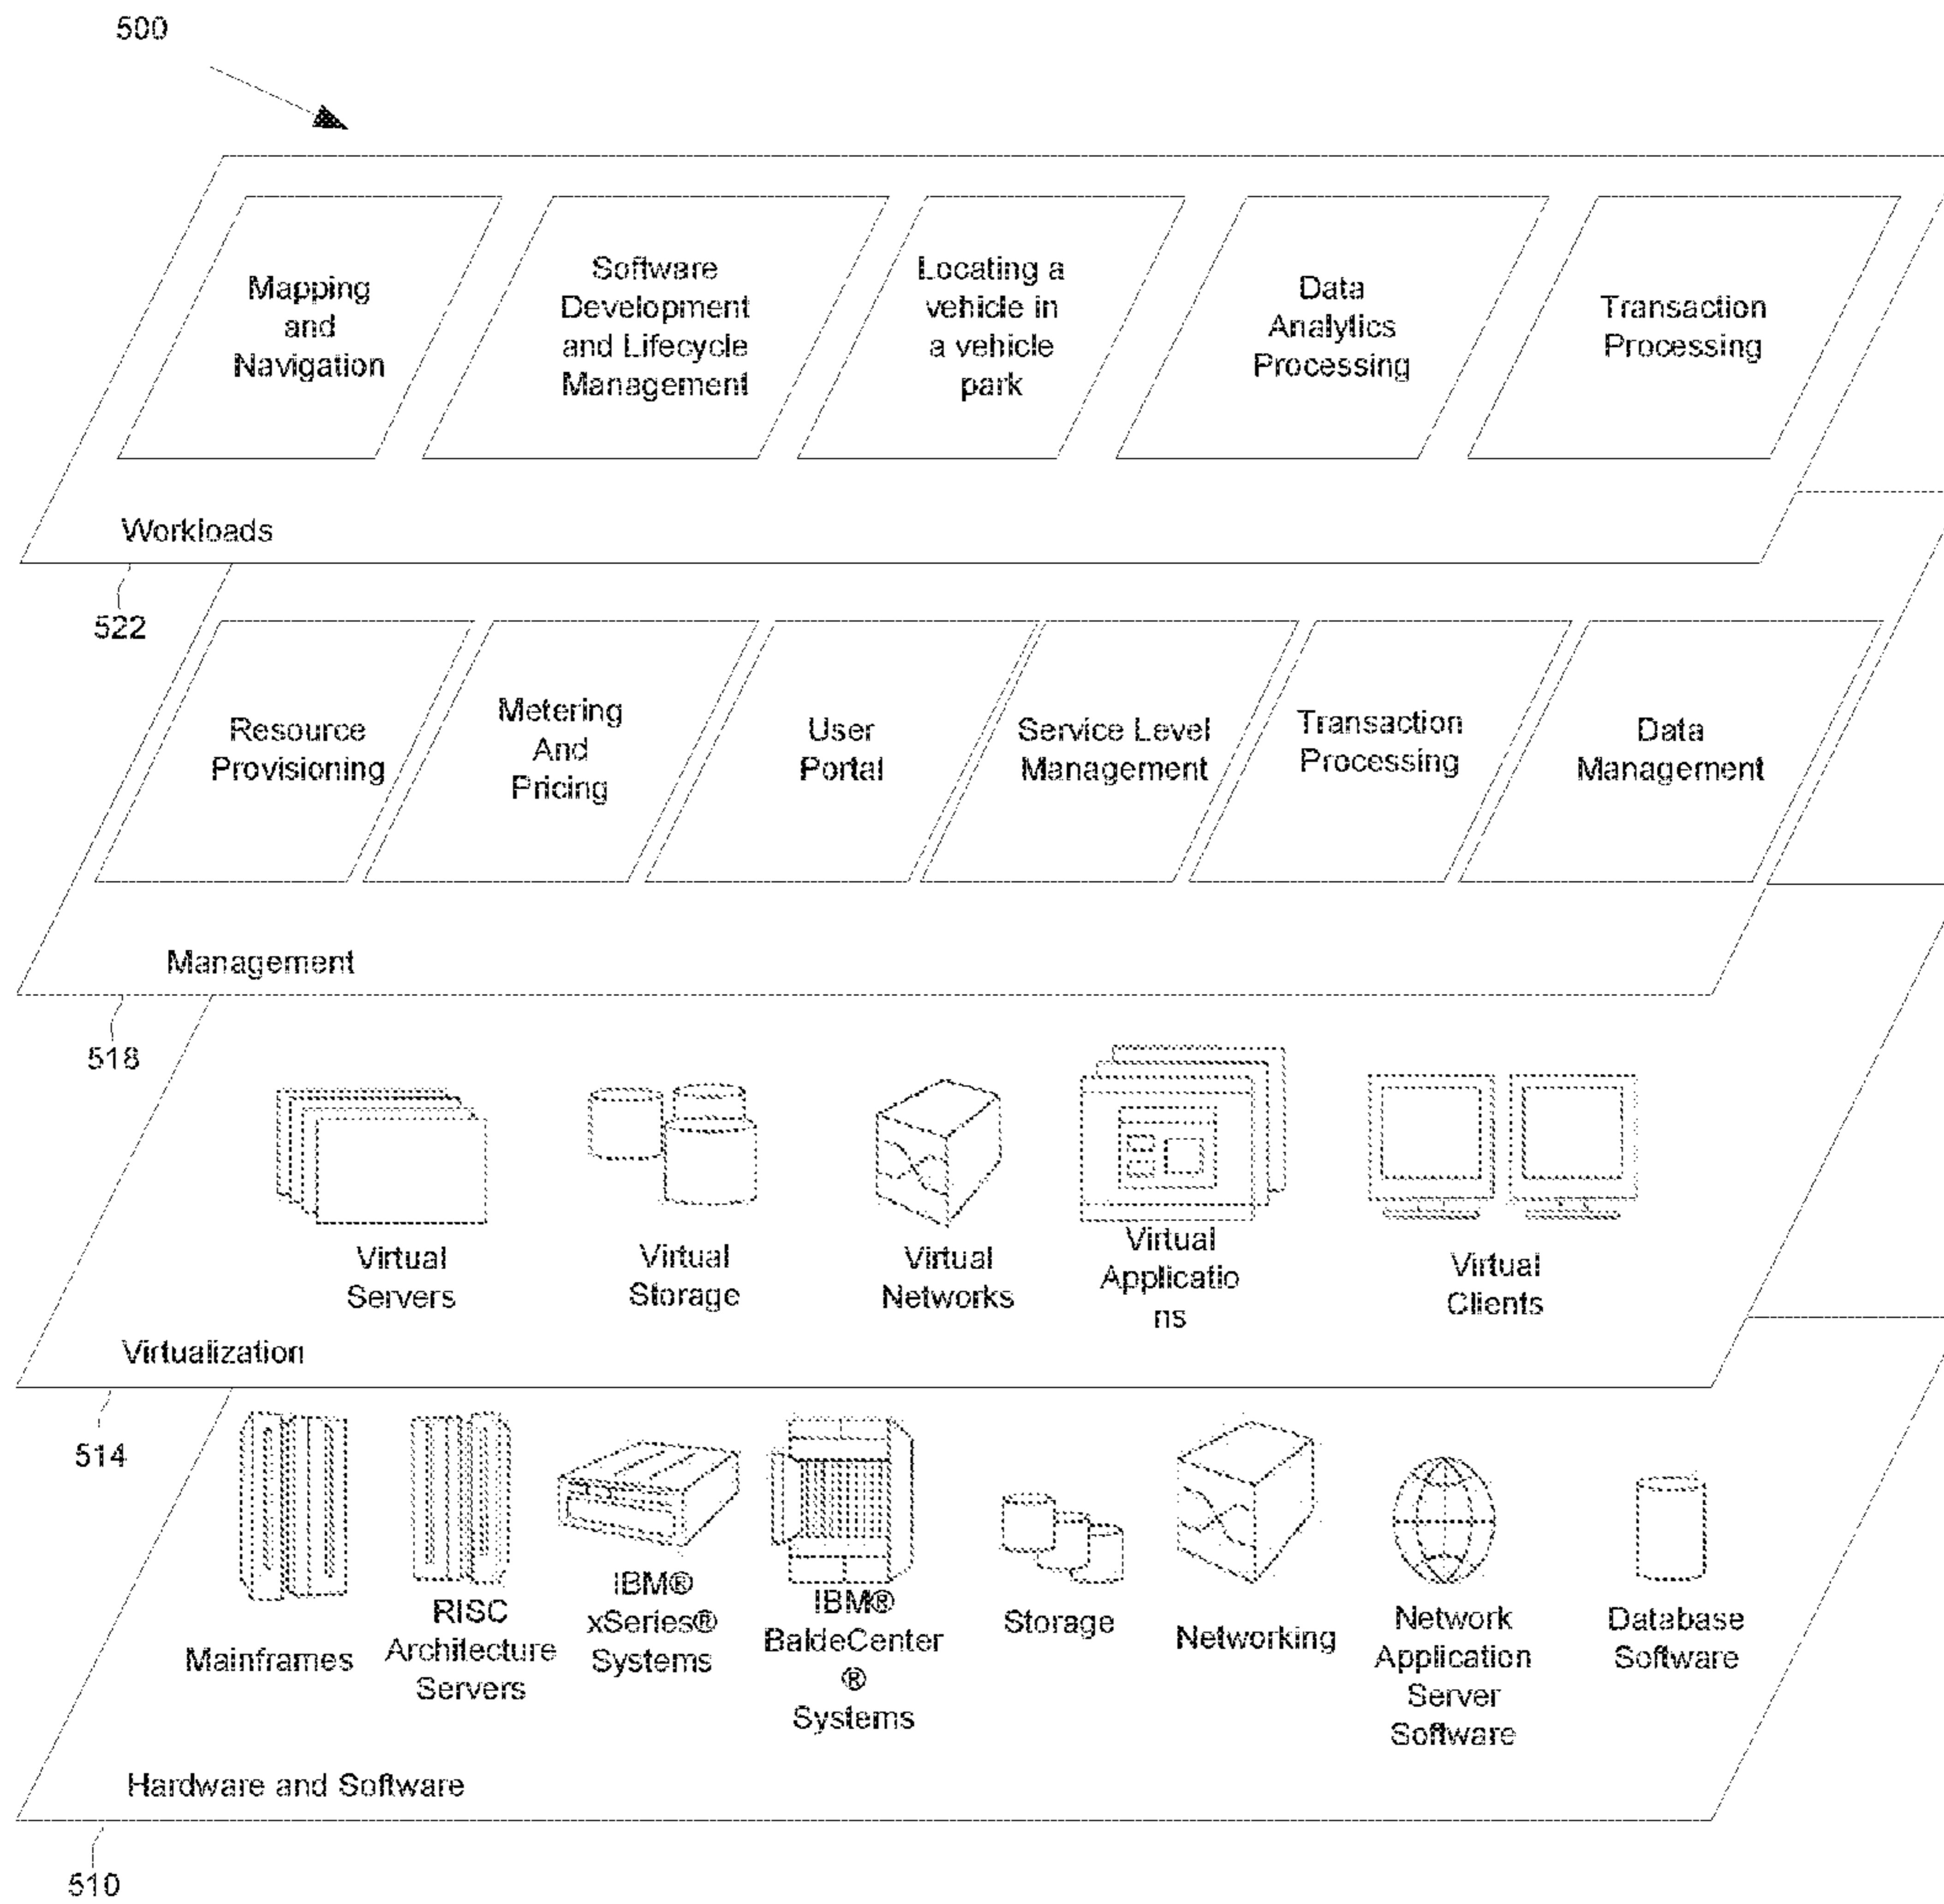 500
Mapping
and
Navigation
Software
Development
and Lifecycle
Management
Locating a
vehicle in
a vehicle
park
Data
Analytics
Processing
Transaction
Processing
Workloads
522
Resource
Provisioning
Metering
And
Pricing
User
Portal
Service Level
Management
Transaction
Processing
Data
Management
Management
518
Virtual
Servers
Virtual
Storage
Virtual
Networks
Virtual
Applicatio
ns
Virtual
Clients
Virtualization
514
Mainframes
RISC
Architecture
Servers
IBM®
xSeries®
Systems
IBM®
BaldeCenter
®
Systems
Storage
Networking
Network
Application
Server
Software
Database
Software
Hardware and Software
510